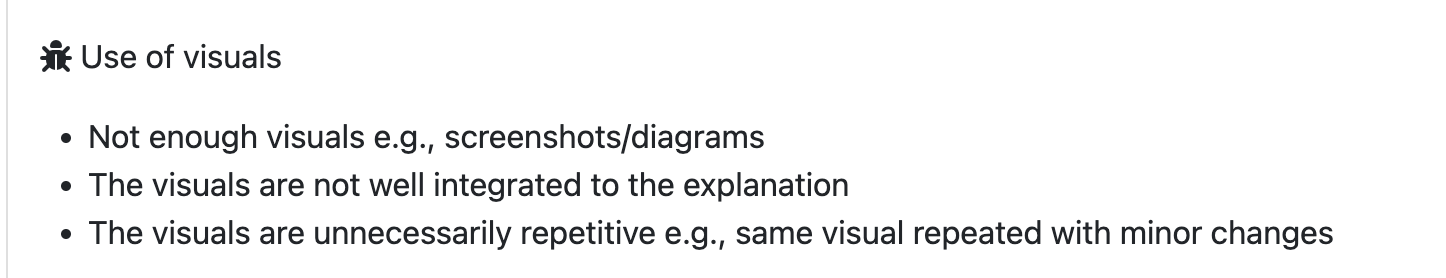 Use of visuals
Not enough visuals e.g., screenshots/diagrams
The visuals are not well integrated to the explanation
The visuals are unnecessarily repetitive e.g., same visual repeated with minor changes